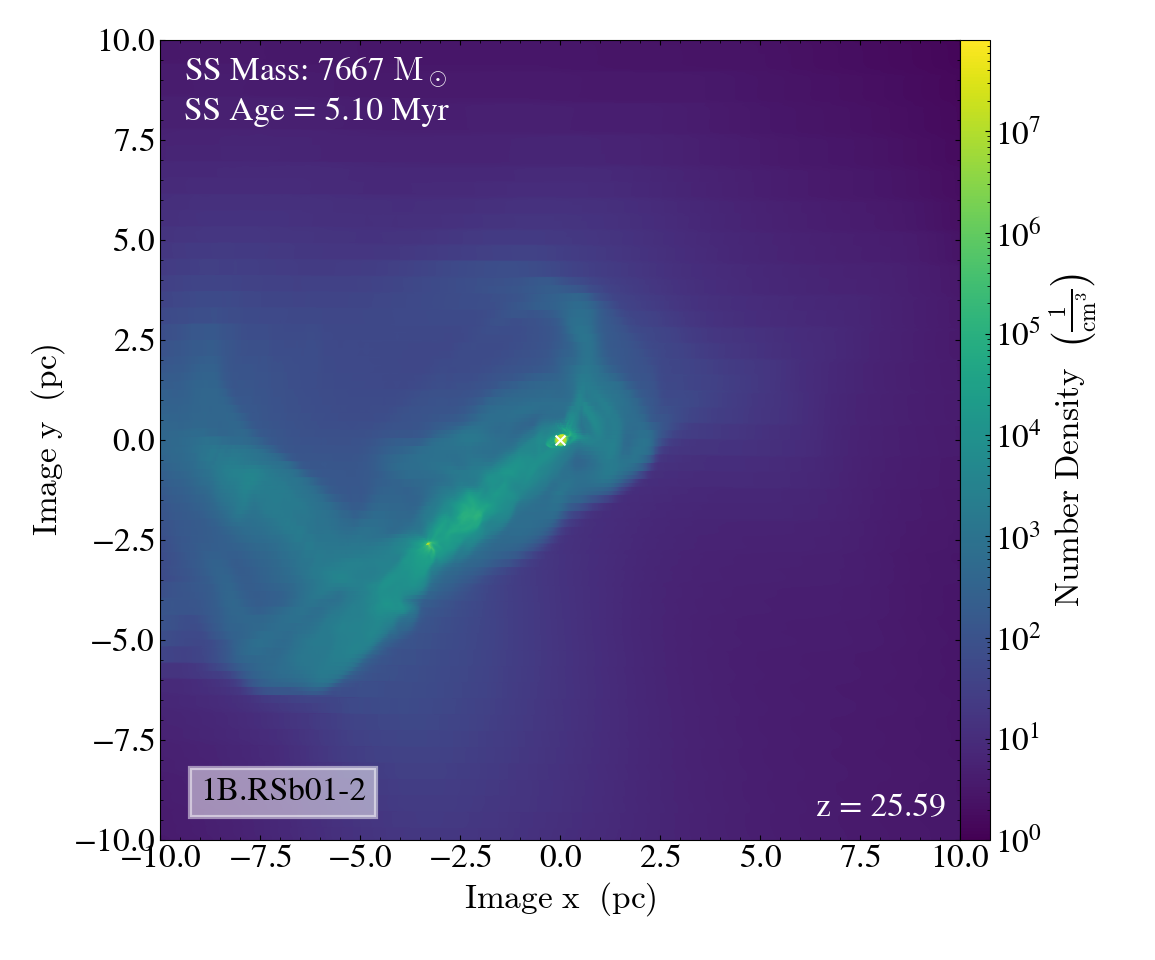 SS Mass: 7667 M⊙
SS Age = 5.10 Myr
1B.RSb01-2
z = 25.59
10.0
7.5
5.0
2.5
0.0
−2.5
−5.0
−7.5
−10.0
Image y (pc)
−10.0 −7.5 −5.0 −2.5 0.0 2.5 5.0 7.5 10.0
Image x (pc)
10⁷
10⁶
10⁵
10⁴
10³
10²
10¹
10⁰
Number Density (1/cm³)